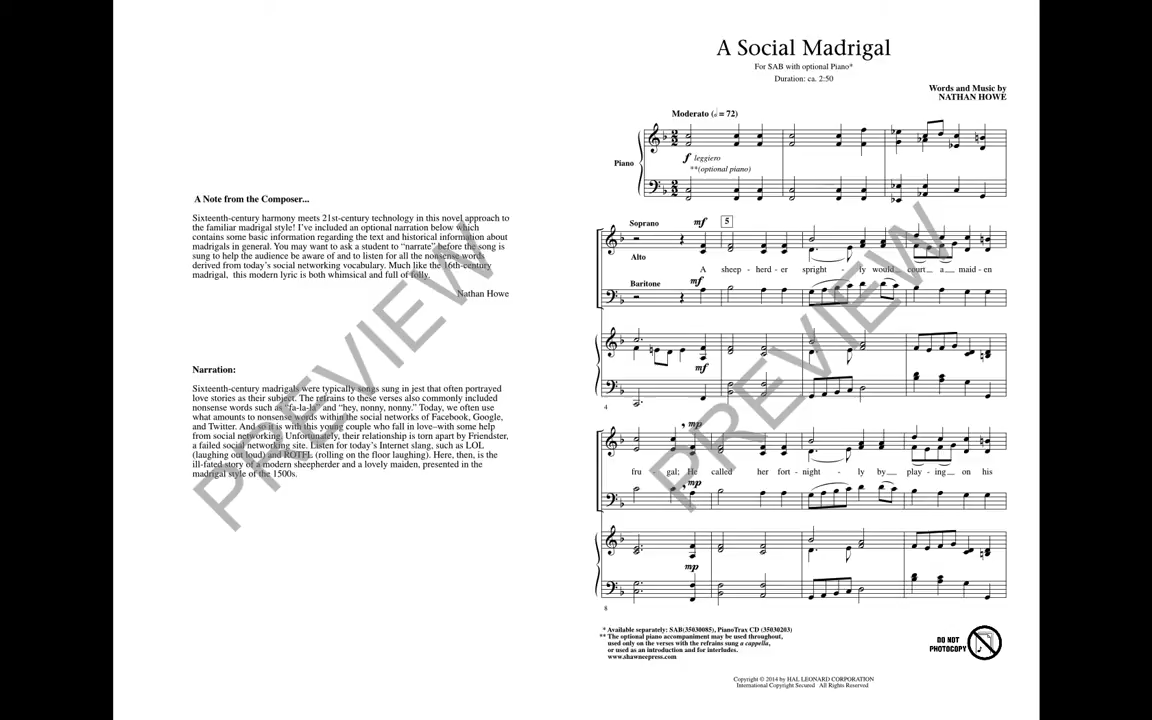 A Note from the Composer...
Sixteenth-century harmony meets 21st-century technology in this novel approach to
the familiar madrigal style! I've included an optional narration below which
contains some basic information regarding the text and historical information about
madrigals in general. You may want to ask a student to “narrate” before the song is
sung to help the audience be aware of and to listen for all the nonsense words
derived from today's social networking vocabulary. Much like the 16th-century
madrigal, this modern lyric is both whimsical and full of folly.
Nathan Howe
Narration:
Sixteenth-century madrigals were typically songs sung in jest that often portrayed
love stories as their subject. The refrains to these verses also commonly included
nonsense words such as “fa-la-la” and “hey, nonny, nonny.” Today, we often use
what amounts to nonsense words within the social networks of Facebook, Google,
and Twitter. And so it is with this young couple who fall in love–with some help
from social networking. Unfortunately, their relationship is torn apart by Friendster,
a failed social networking site. Listen for today's Internet slang, such as LOL
(laughing out loud) and ROTFL (rolling on the floor laughing). Here, then, is the
ill-fated story of a modern sheepherder and a lovely maiden, presented in the
madrigal style of the 1500s.
PREVIEW
A Social Madrigal
For SAB with optional Piano*
Duration: ca. 2:50
Words and Music by
NATHAN HOWE
Moderato (𝅗𝅥 = 72)
Piano
f leggiero
**(optional piano)
Soprano
mf
5
Alto
A sheep - herd - er spright - ly would court a maid - en
Baritone
mf
mf
4
mp
fru gal; He called her fort - night - ly by play - ing on his
mp
mp
8
PREVIEW
* Available separately: SAB(35030085), PianoTrax CD (35030203)
** The optional piano accompaniment may be used throughout,
used only on the verses with the refrains sung a cappella,
or used as an introduction and for interludes.
www.shawneepress.com
DO NOT
PHOTOCOPY
Copyright © 2014 by HAL LEONARD CORPORATION
International Copyright Secured All Rights Reserved